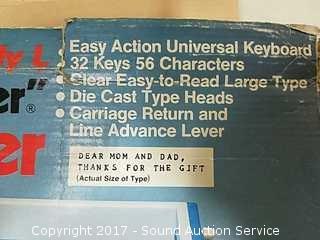 Easy Action Universal Keyboard
32 Keys 56 Characters
• Clear Easy-to-Read Large Type
• Die Cast Type Heads
• Carriage Return and
Line Advance Lever
DEAR MOM AND DAD,
THANKS FOR THE GIFT
(Actual Size of Type)
Copyright 2017 - Sound Auction Service